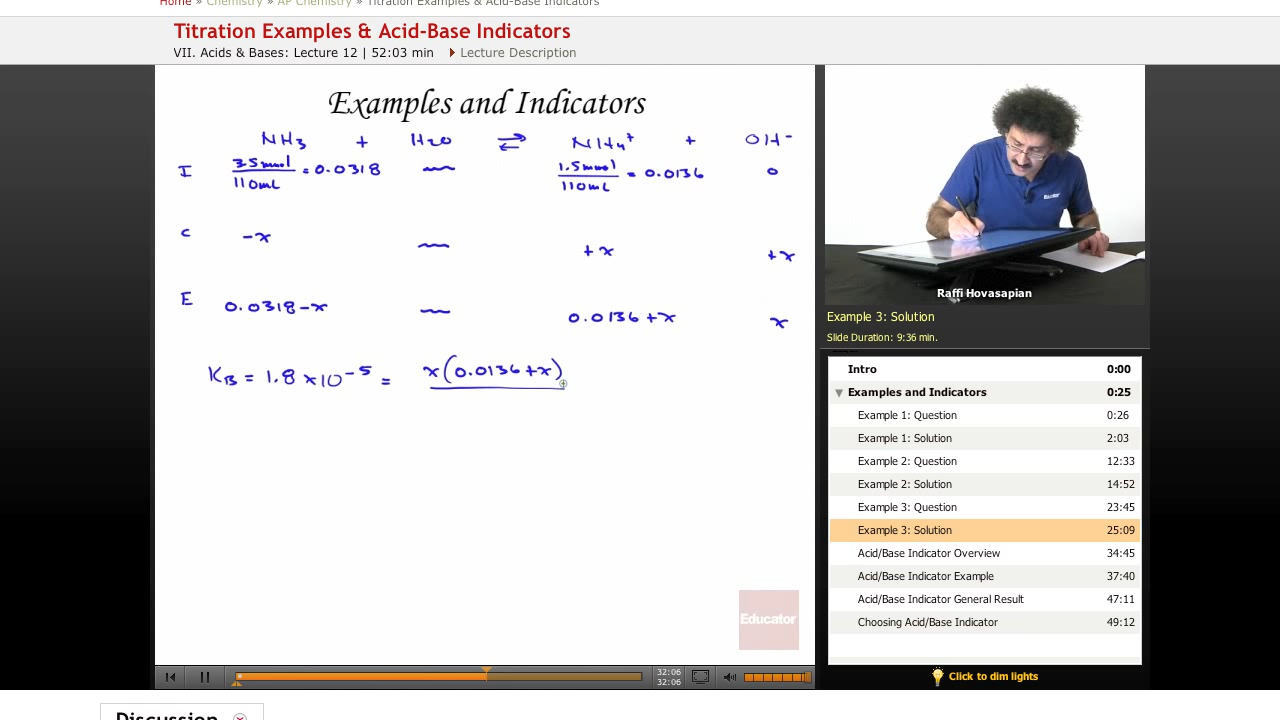 Home » Chemistry » AP Chemistry » Titration Examples & Acid-Base Indicators
Titration Examples & Acid-Base Indicators
VII. Acids & Bases: Lecture 12 | 52:03 min Lecture Description
Examples and Indicators
NH3 + H2O ⇌ NH4+ + OH-
I 3.5mmol/110mL = 0.0318 ~ 1.5mmol/110mL = 0.0136 0
C -x ~ +x +x
E 0.0318-x ~ 0.0136+x x
KB = 1.8 x10^-5 = x(0.0136+x)
Educator
Educator
Raffi Hovasapian
Example 3: Solution
Slide Duration: 9:36 min.
Intro 0:00
Examples and Indicators 0:25
Example 1: Question 0:26
Example 1: Solution 2:03
Example 2: Question 12:33
Example 2: Solution 14:52
Example 3: Question 23:45
Example 3: Solution 25:09
Acid/Base Indicator Overview 34:45
Acid/Base Indicator Example 37:40
Acid/Base Indicator General Result 47:11
Choosing Acid/Base Indicator 49:12
32:06
32:06
Click to dim lights
Discussion